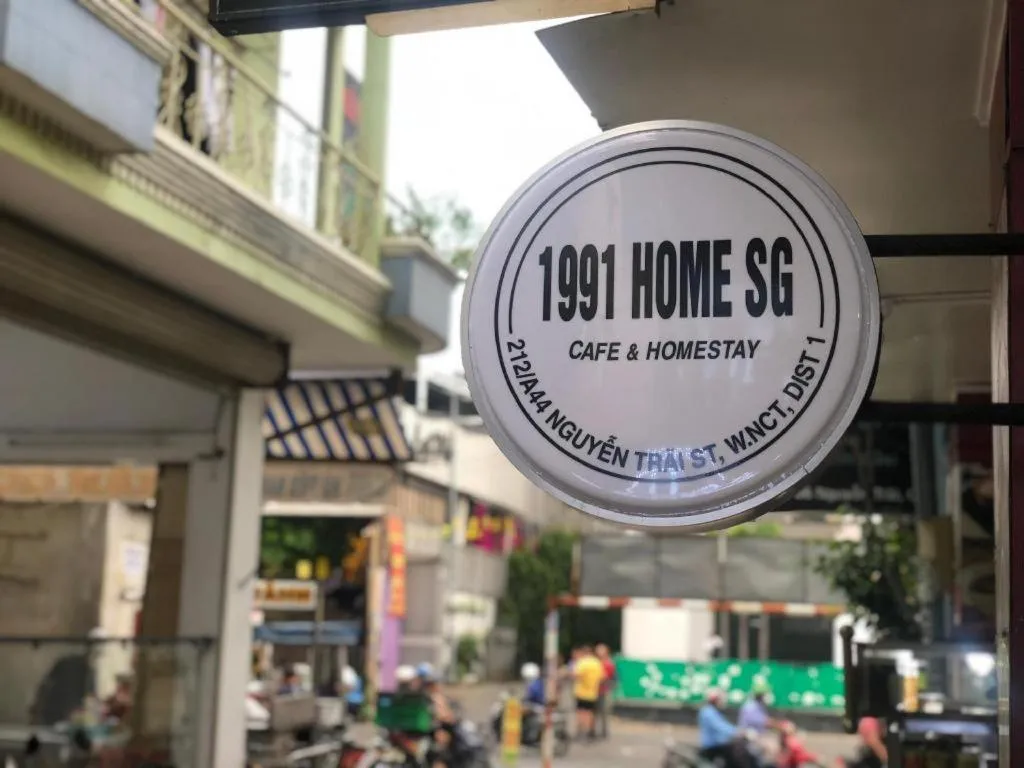 1991 HOME SG
CAFE & HOMESTAY
212/A44 NGUYỄN TRÃI ST, W.NCT, DIST 1